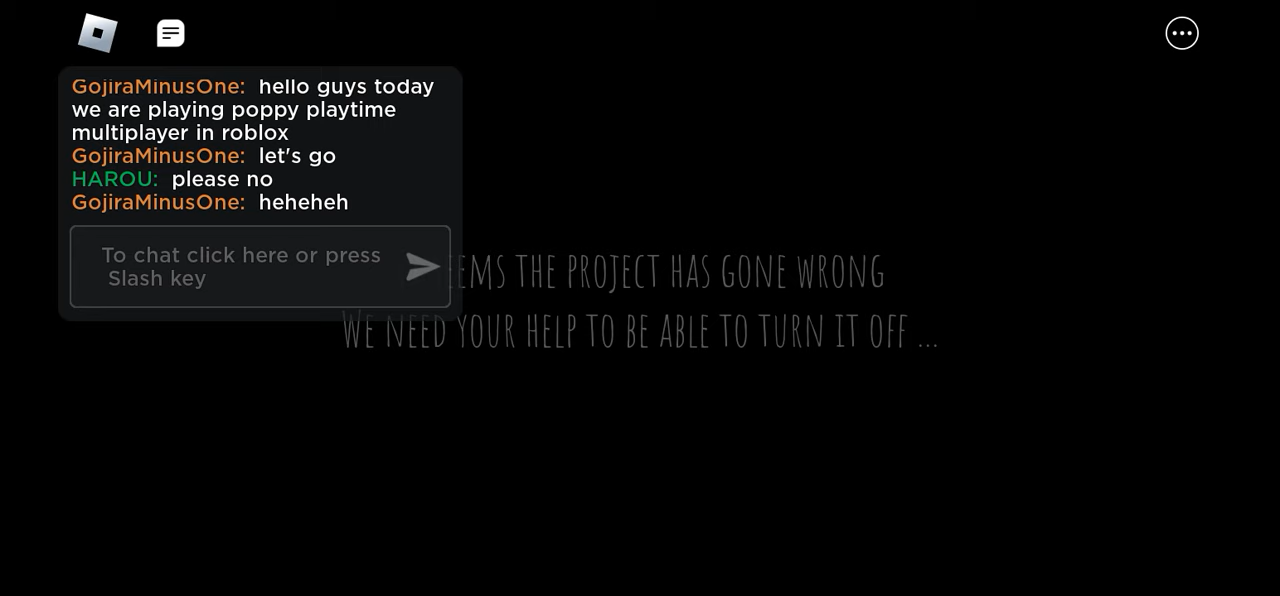 GojiraMinusOne: hello guys today
we are playing poppy playtime
multiplayer in roblox
GojiraMinusOne: let's go
HAROU: please no
GojiraMinusOne: heheheh
To chat click here or press
Slash key
THE PROJECT HAS GONE WRONG
WE NEED YOUR HELP TO BE ABLE TO TURN IT OFF ...